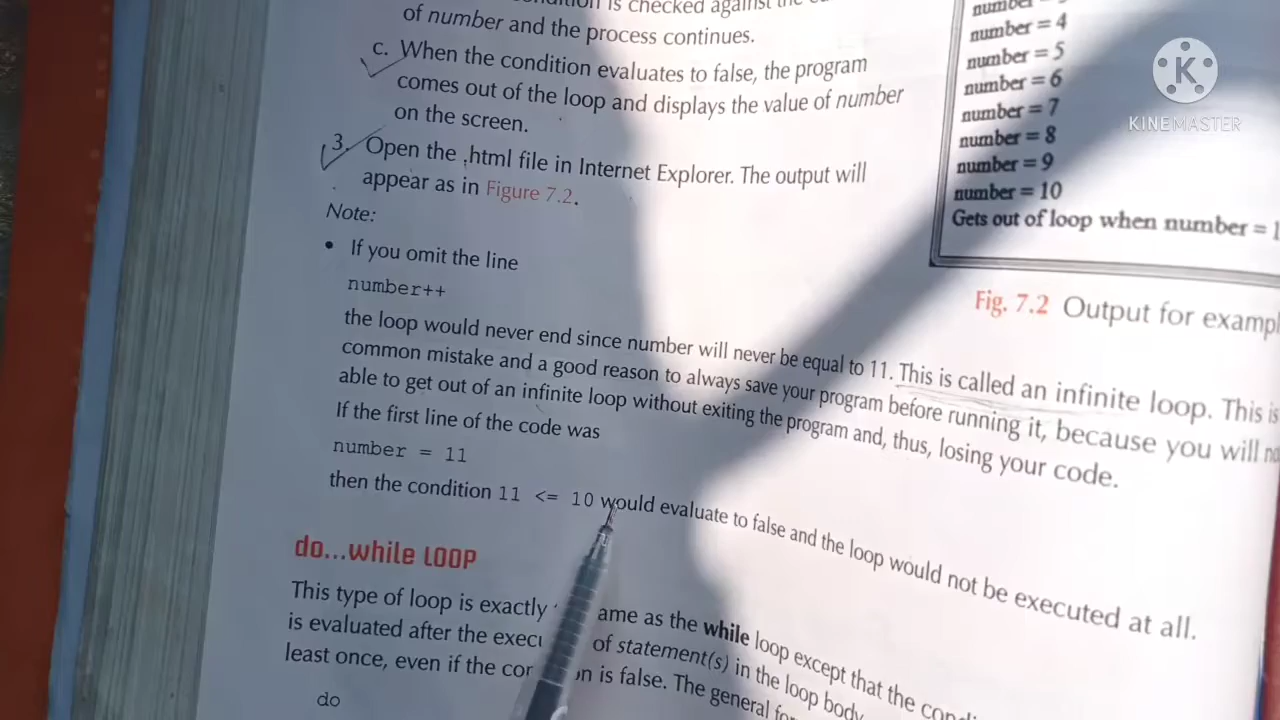 is checked against the
of number and the process continues.
c. When the condition evaluates to false, the program
comes out of the loop and displays the value of number
on the screen.
3. Open the .html file in Internet Explorer. The output will
appear as in Figure 7.2.
Note:
• If you omit the line
number++
the loop would never end since number will never be equal to 11. This is called an infinite loop. This is
common mistake and a good reason to always save your program before running it, because you will
able to get out of an infinite loop without exiting the program and, thus, losing your code.
If the first line of the code was
number = 11
then the condition 11 <= 10 would evaluate to false and the loop would not be executed at all.
do...while LOOP
This type of loop is exactly ame as the while loop except that the
is evaluated after the of statement(s) in the loop body
least once, even if the is false. The general
do
number
number = 4
number = 5
number = 6
number = 7
number = 8
number = 9
number = 10
Gets out of loop when number = 1
Fig. 7.2 Output for
KINEMASTER
K